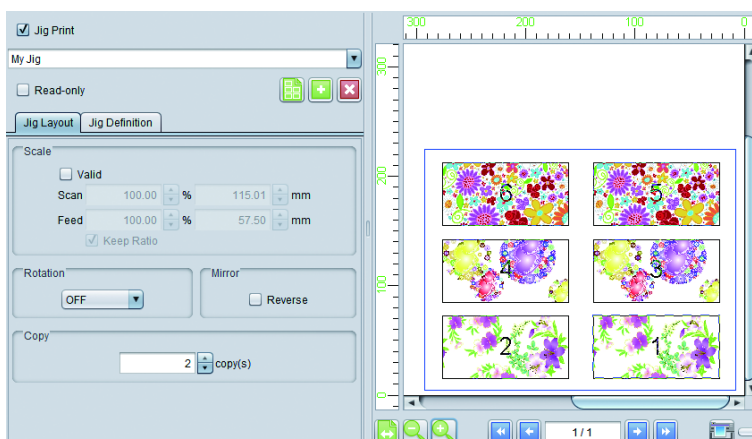 Jig Print
My Jig
Read-only
Jig Layout Jig Definition
Scale
Valid
Scan 100.00 % 115.01 mm
Feed 100.00 % 57.50 mm
Keep Ratio
Rotation
OFF
Mirror
Reverse
Copy
2 copy(s)
300 200 100 0
300
200
100
0
6 5
4 3
2 1
1 / 1